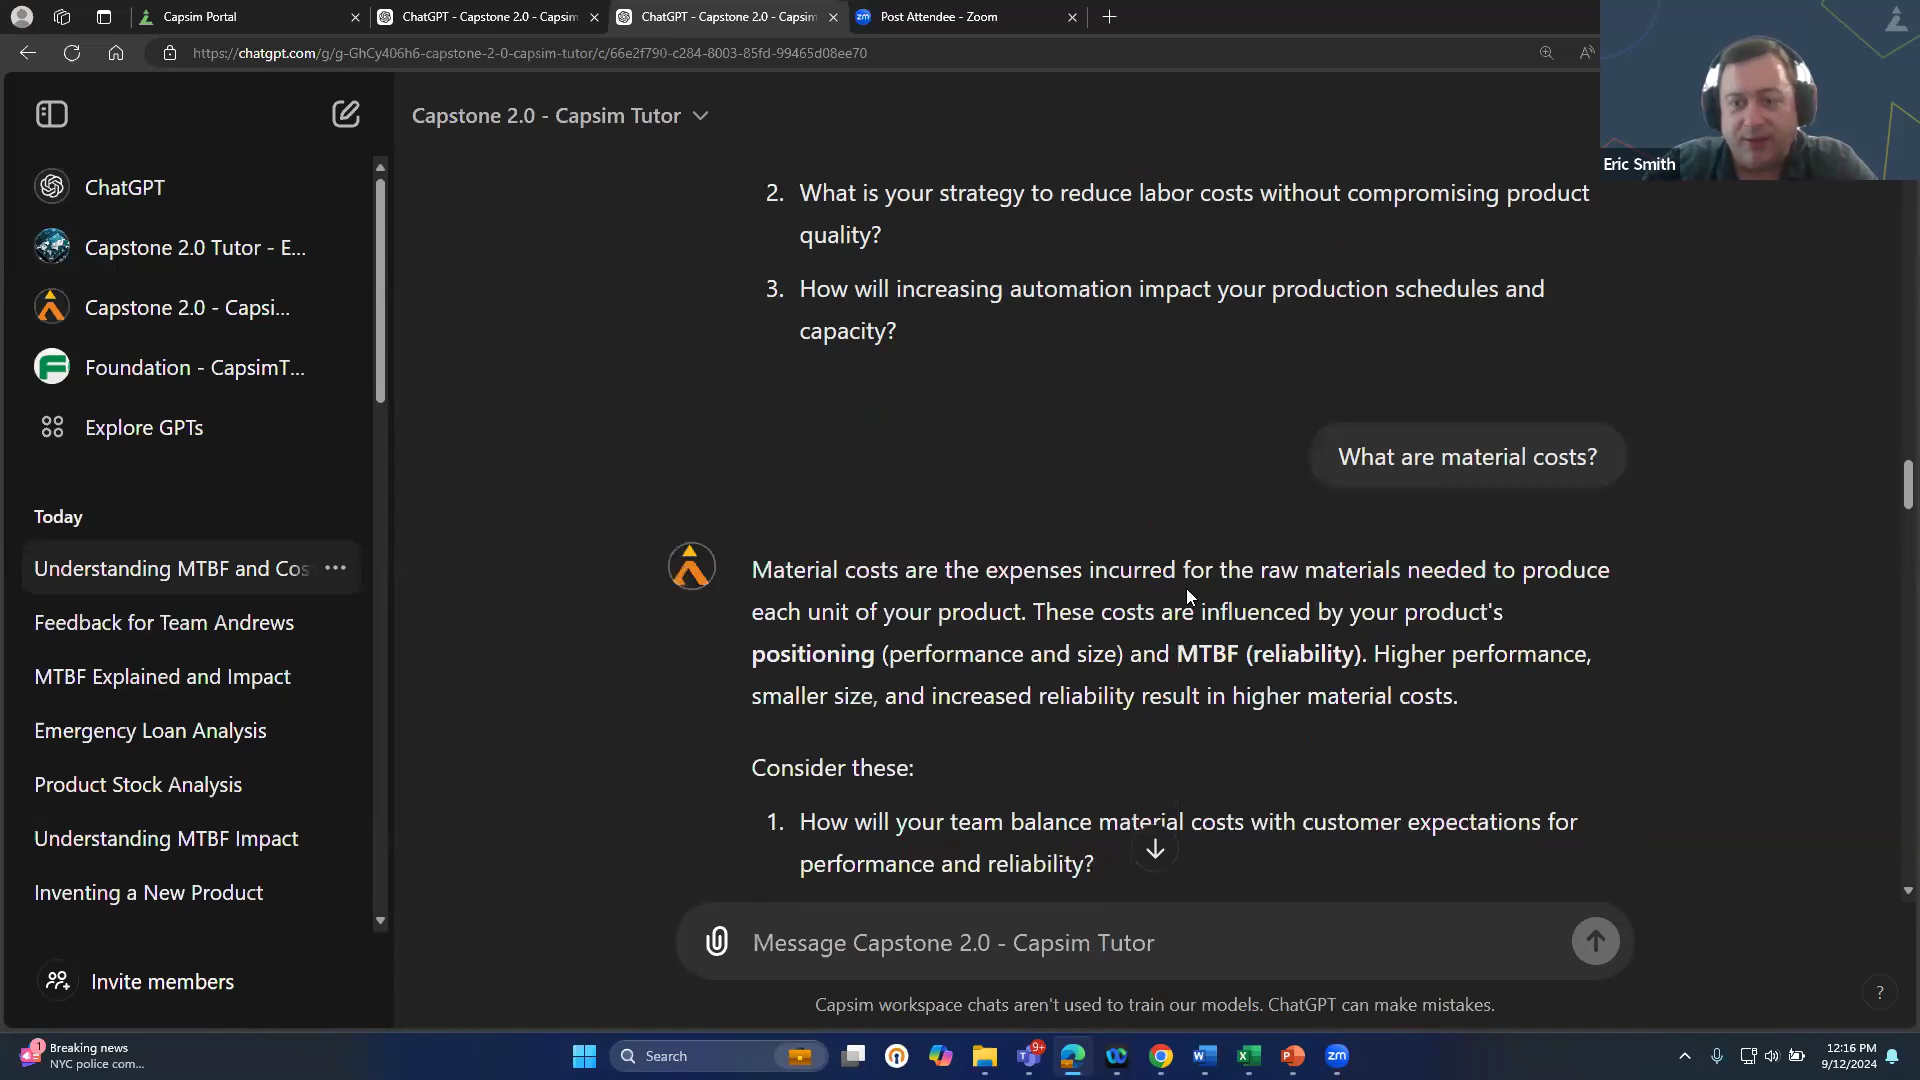 Capsim Portal
ChatGPT - Capstone 2.0 - Capsim
ChatGPT - Capstone 2.0 - Capsim
Post Attendee - Zoom
https://chatgpt.com/g/g-GhCy406h6-capstone-2-0-capsim-tutor/c/66e2f790-c284-8003-85fd-99465d08ee70
Eric Smith
ChatGPT
Capstone 2.0 Tutor - E...
Capstone 2.0 - Capsi...
Foundation - CapsimT...
Explore GPTs
Today
Understanding MTBF and Cos
Feedback for Team Andrews
MTBF Explained and Impact
Emergency Loan Analysis
Product Stock Analysis
Understanding MTBF Impact
Inventing a New Product
Invite members
Capstone 2.0 - Capsim Tutor
2. What is your strategy to reduce labor costs without compromising product
quality?
3. How will increasing automation impact your production schedules and
capacity?
What are material costs?
Material costs are the expenses incurred for the raw materials needed to produce
each unit of your product. These costs are influenced by your product's
positioning (performance and size) and MTBF (reliability). Higher performance,
smaller size, and increased reliability result in higher material costs.
Consider these:
1. How will your team balance material costs with customer expectations for
performance and reliability?
Message Capstone 2.0 - Capsim Tutor
Capsim workspace chats aren't used to train our models. ChatGPT can make mistakes.
?
1
Breaking news
NYC police com...
Search
9+
zm
12:16 PM
9/12/2024